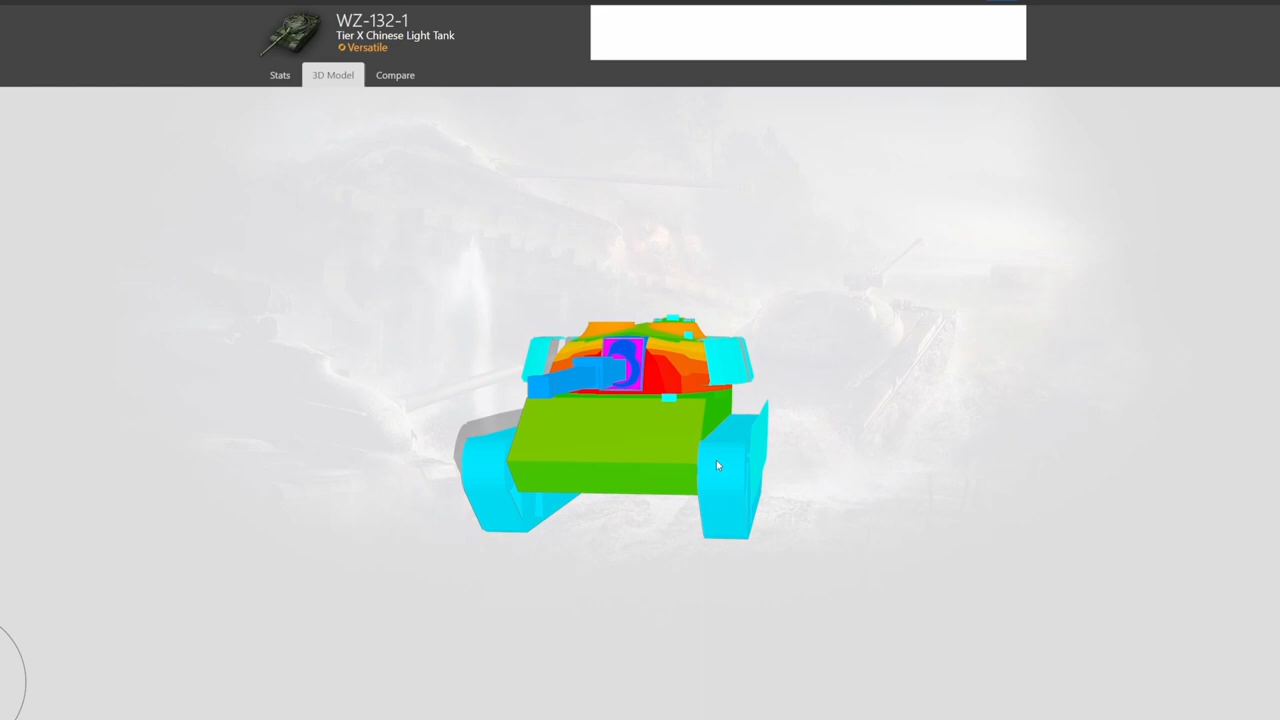 WZ-132-1
Tier X Chinese Light Tank
Versatile
Stats
3D Model
Compare